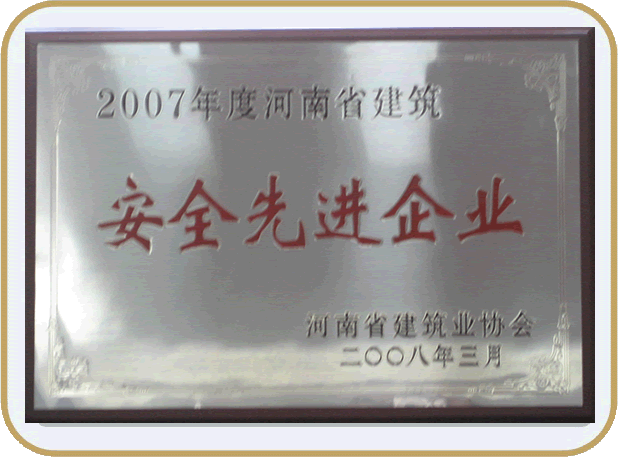 2007年度河南省建筑
安全先进企业
河南省建筑业协会
二〇〇八年三月